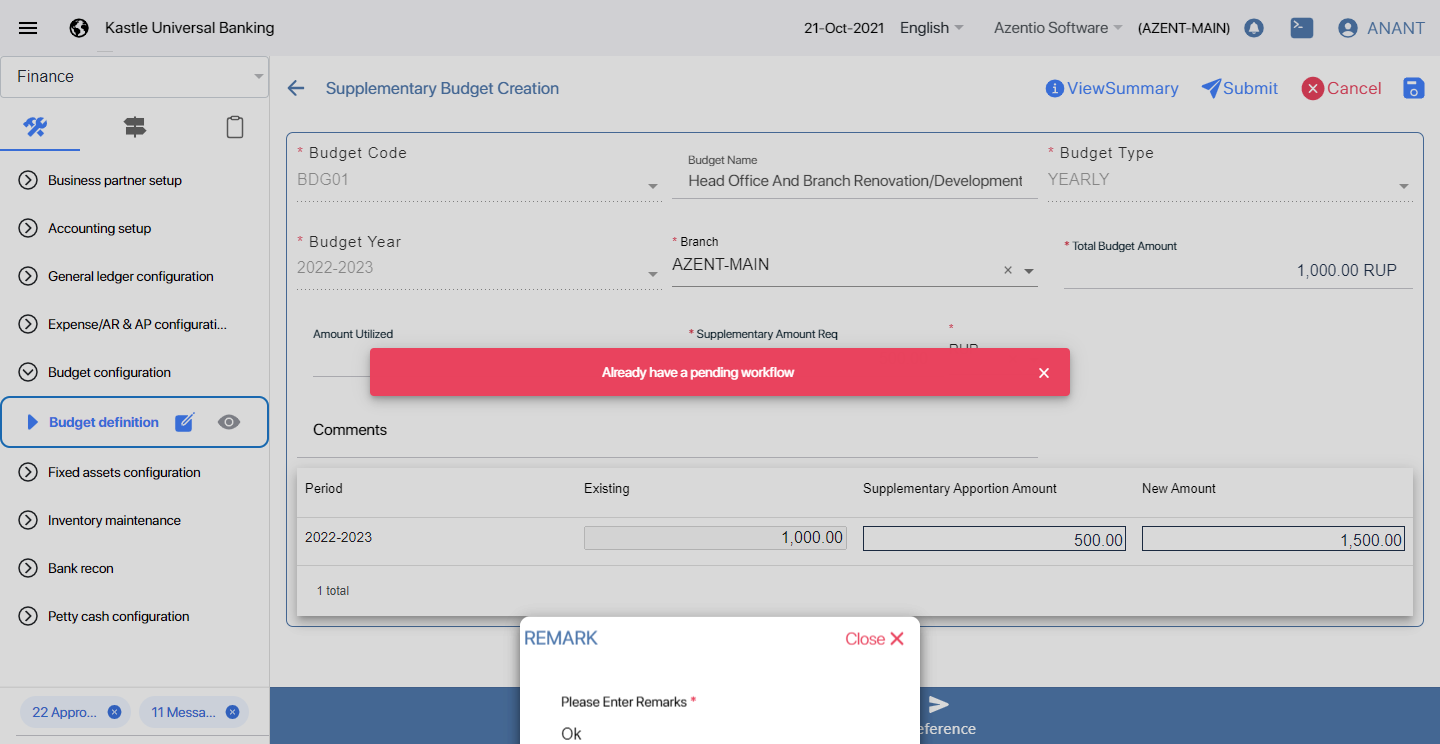 Kastle Universal Banking
21-Oct-2021
English
Azentio Software
(AZENT-MAIN)
ANANT
Finance
Supplementary Budget Creation
ViewSummary
Submit
Cancel
Business partner setup
Accounting setup
General ledger configuration
Expense/AR & AP configurati...
Budget configuration
Budget definition
Fixed assets configuration
Inventory maintenance
Bank recon
Petty cash configuration
22 Appro...
11 Messa...
* Budget Code
BDG01
Budget Name
Head Office And Branch Renovation/Development
* Budget Type
YEARLY
* Budget Year
2022-2023
* Branch
AZENT-MAIN
×
* Total Budget Amount
1,000.00 RUP
Amount Utilized
* Supplementary Amount Req
*
RUP
Already have a pending workflow
Comments
Period Existing Supplementary Apportion Amount New Amount
2022-2023 1,000.00 500.00 1,500.00
1 total
REMARK
Close
Please Enter Remarks *
Ok
eference